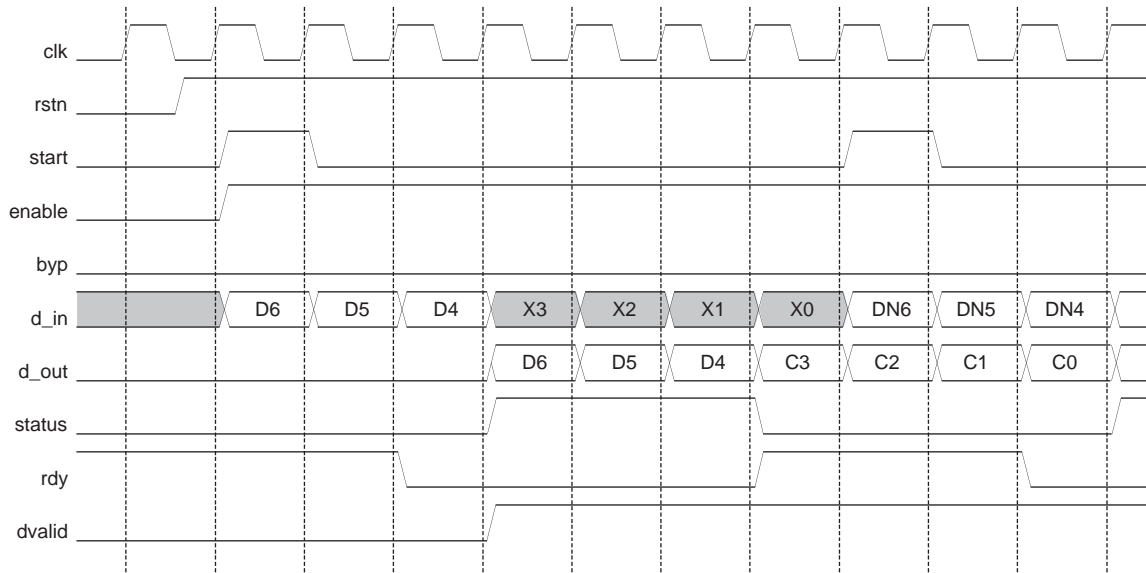 clk
rstn
start
enable
byp
d_in D6 D5 D4 X3 X2 X1 X0 DN6 DN5 DN4
d_out D6 D5 D4 C3 C2 C1 C0
status
rdy
dvalid